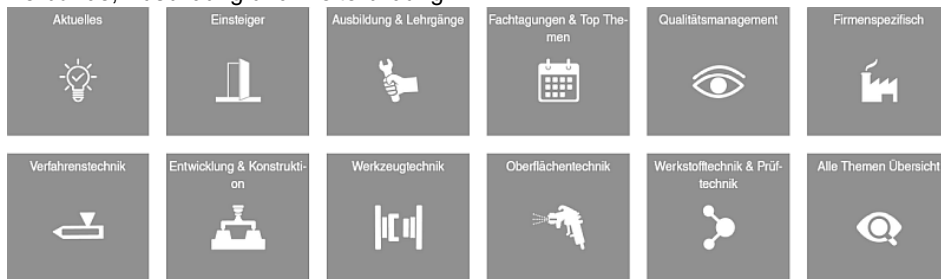 Aktuelles
Einsteiger
Ausbildung & Lehrgänge
Fachtagungen & Top The-
men
Qualitätsmanagement
Firmenspezifisch
Verfahrenstechnik
Entwicklung & Konstrukti-
on
Werkzeugtechnik
Oberflächentechnik
Werkstofftechnik & Prüf-
technik
Alle Themen Übersicht